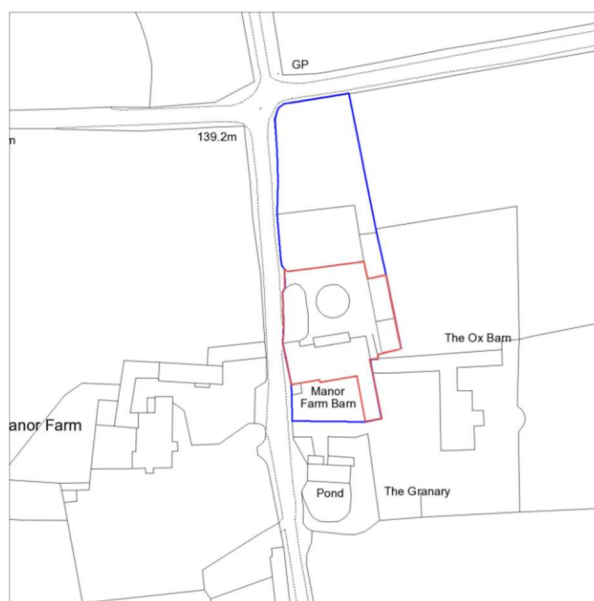 GP
139.2m
m
The Ox Barn
Manor
Farm Barn
anor Farm
Pond
The Granary